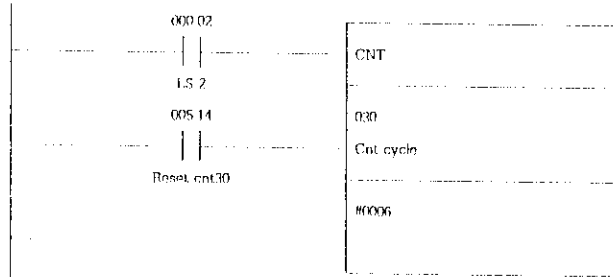 000.02
CNT
LS 2
005.14
030
Cnt cycle
Reset cnt30
#0006